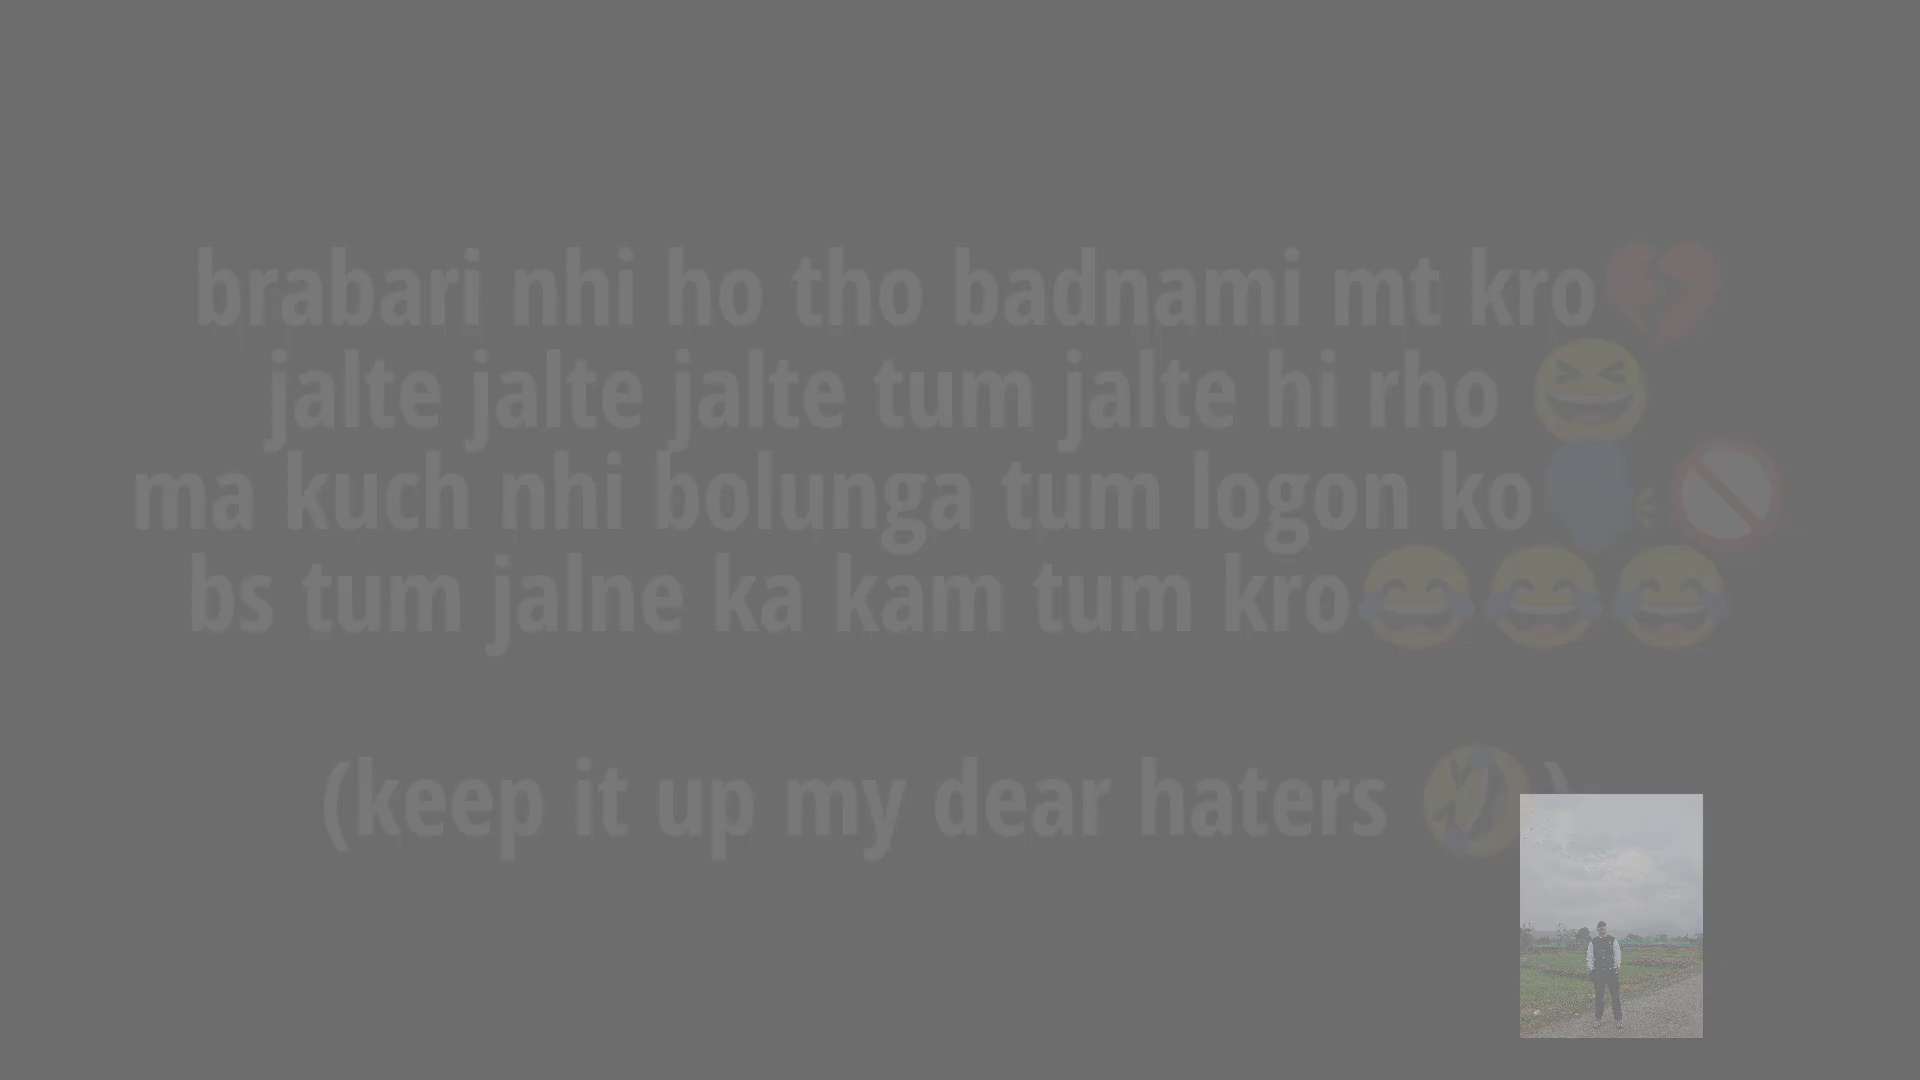 brabari nhi ho tho badnami mt kro💔
jalte jalte jalte tum jalte hi rho 😆
ma kuch nhi bolunga tum logon ko🗣️🚫
bs tum jalne ka kam tum kro😂😂😂
(keep it up my dear haters 🤣)